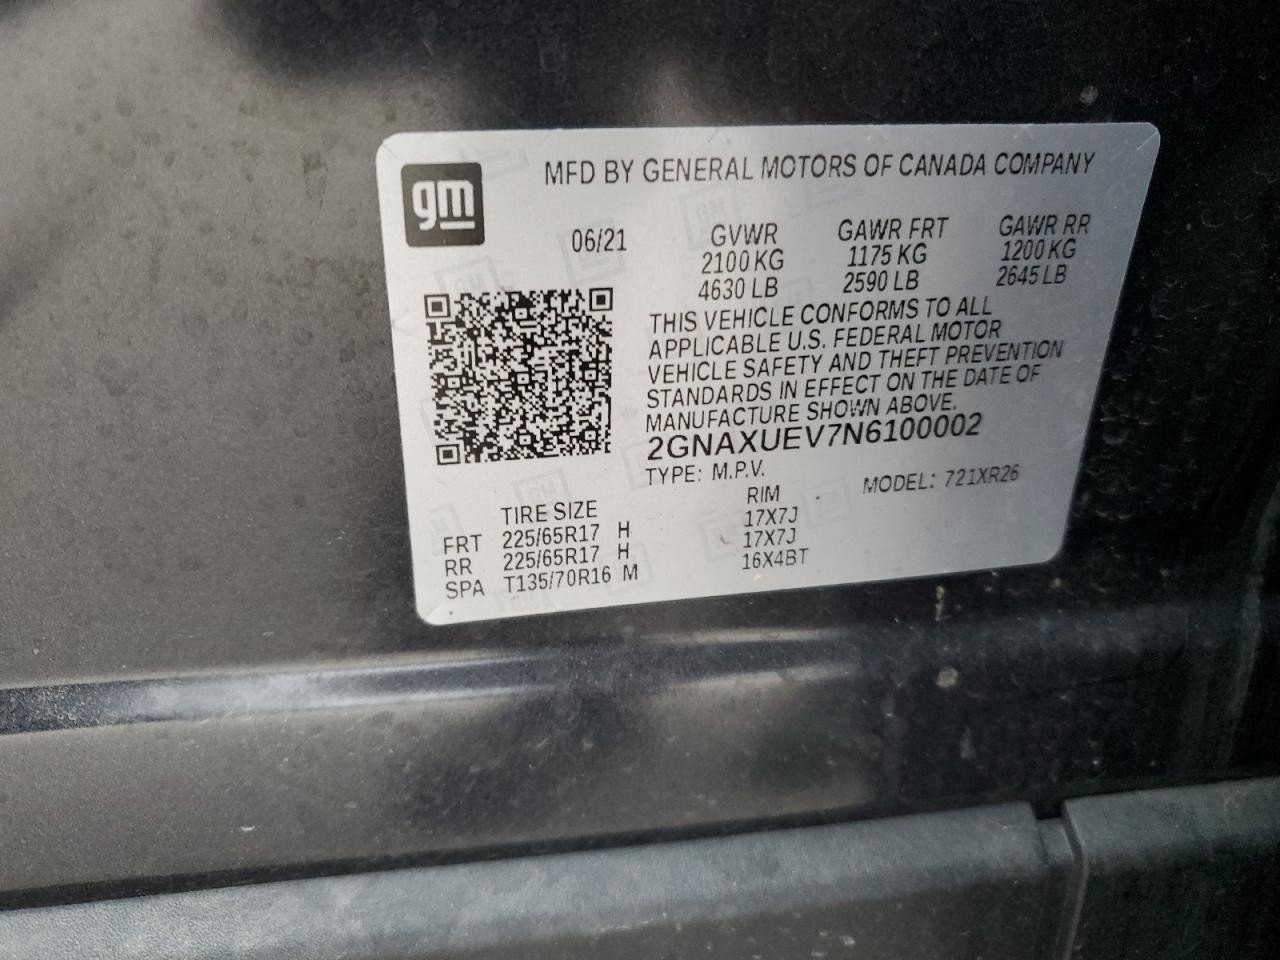 gm
MFD BY GENERAL MOTORS OF CANADA COMPANY
06/21 GVWR GAWR FRT GAWR RR
2100 KG 1175 KG 1200 KG
4630 LB 2590 LB 2645 LB
THIS VEHICLE CONFORMS TO ALL
APPLICABLE U.S. FEDERAL MOTOR
VEHICLE SAFETY AND THEFT PREVENTION
STANDARDS IN EFFECT ON THE DATE OF
MANUFACTURE SHOWN ABOVE.
2GNAXUEV7N6100002
TYPE: M.P.V. MODEL: 721XR26
TIRE SIZE RIM
FRT 225/65R17 H 17X7J
RR 225/65R17 H 17X7J
SPA T135/70R16 M 16X4BT